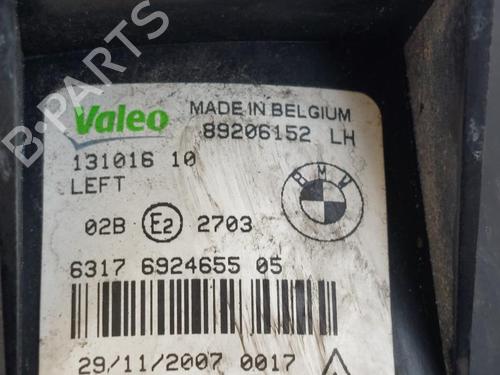 Valeo MADE IN BELGIUM
89206152 LH
131016 10
LEFT
BMW
02B E2 2703
6317 6924655 05
29/11/2007 0017
B-PARTS